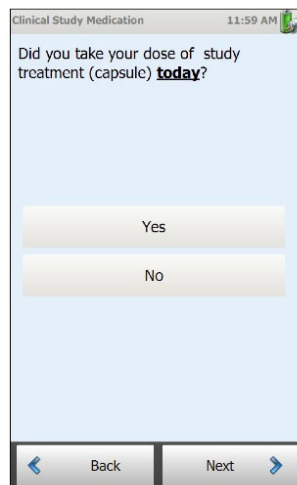 Clinical Study Medication 11:59 AM
Did you take your dose of study
treatment (capsule) today?
Yes
No
Back Next